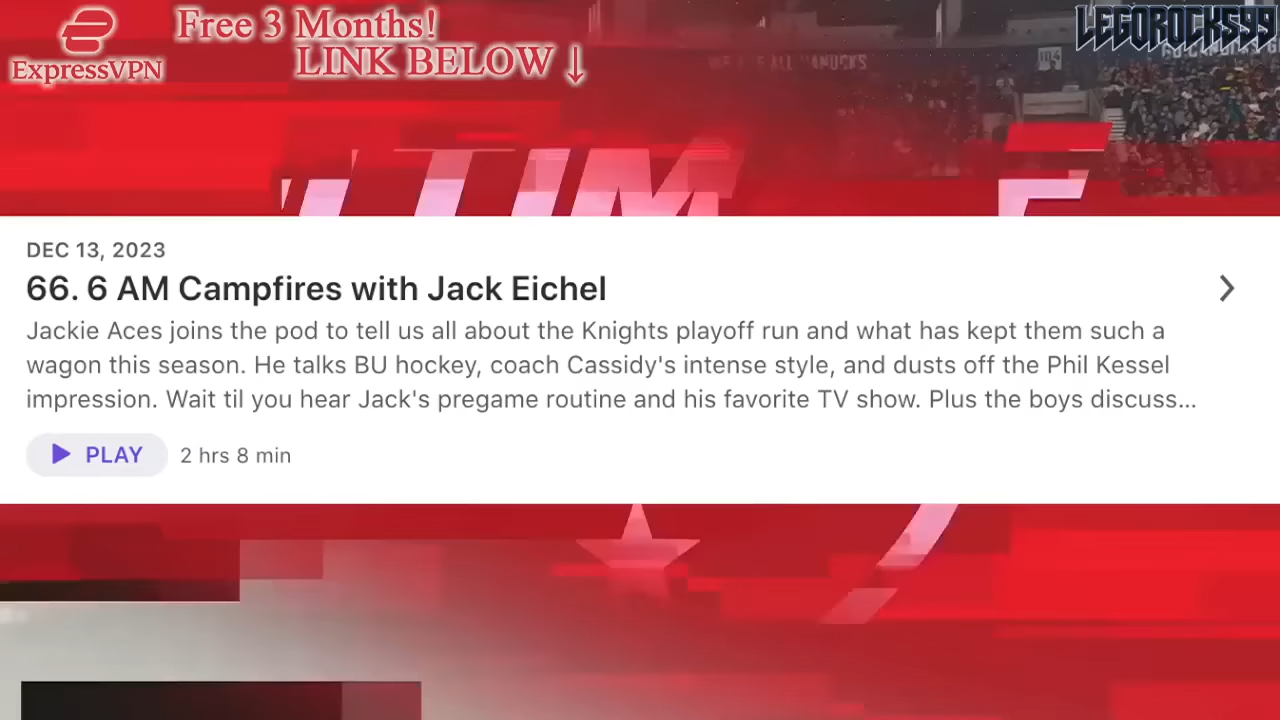 ExpressVPN
Free 3 Months!
LINK BELOW ↓
LEGOROCKS99
104
DEC 13, 2023
66. 6 AM Campfires with Jack Eichel
Jackie Aces joins the pod to tell us all about the Knights playoff run and what has kept them such a
wagon this season. He talks BU hockey, coach Cassidy's intense style, and dusts off the Phil Kessel
impression. Wait til you hear Jack's pregame routine and his favorite TV show. Plus the boys discuss...
PLAY
2 hrs 8 min